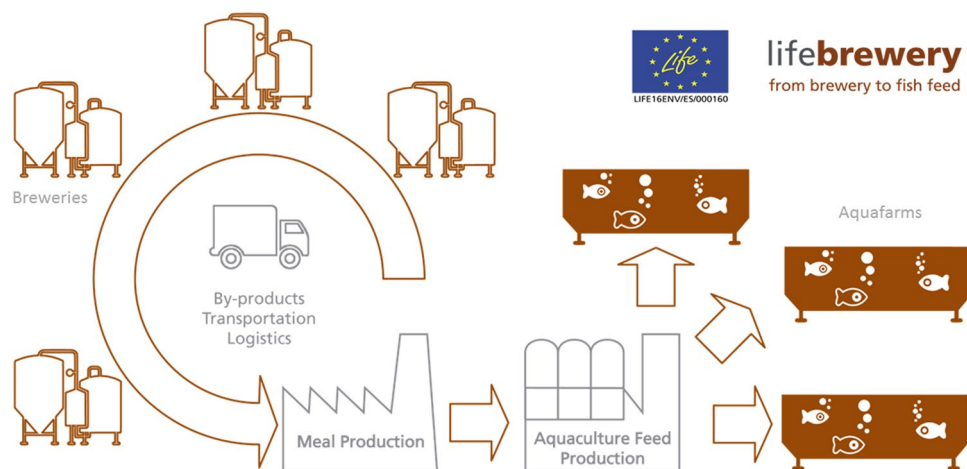 Life
LIFE16ENV/ES/000160
lifebrewery
from brewery to fish feed
Breweries
By-products
Transportation
Logistics
Aquafarms
Meal Production
Aquaculture Feed
Production